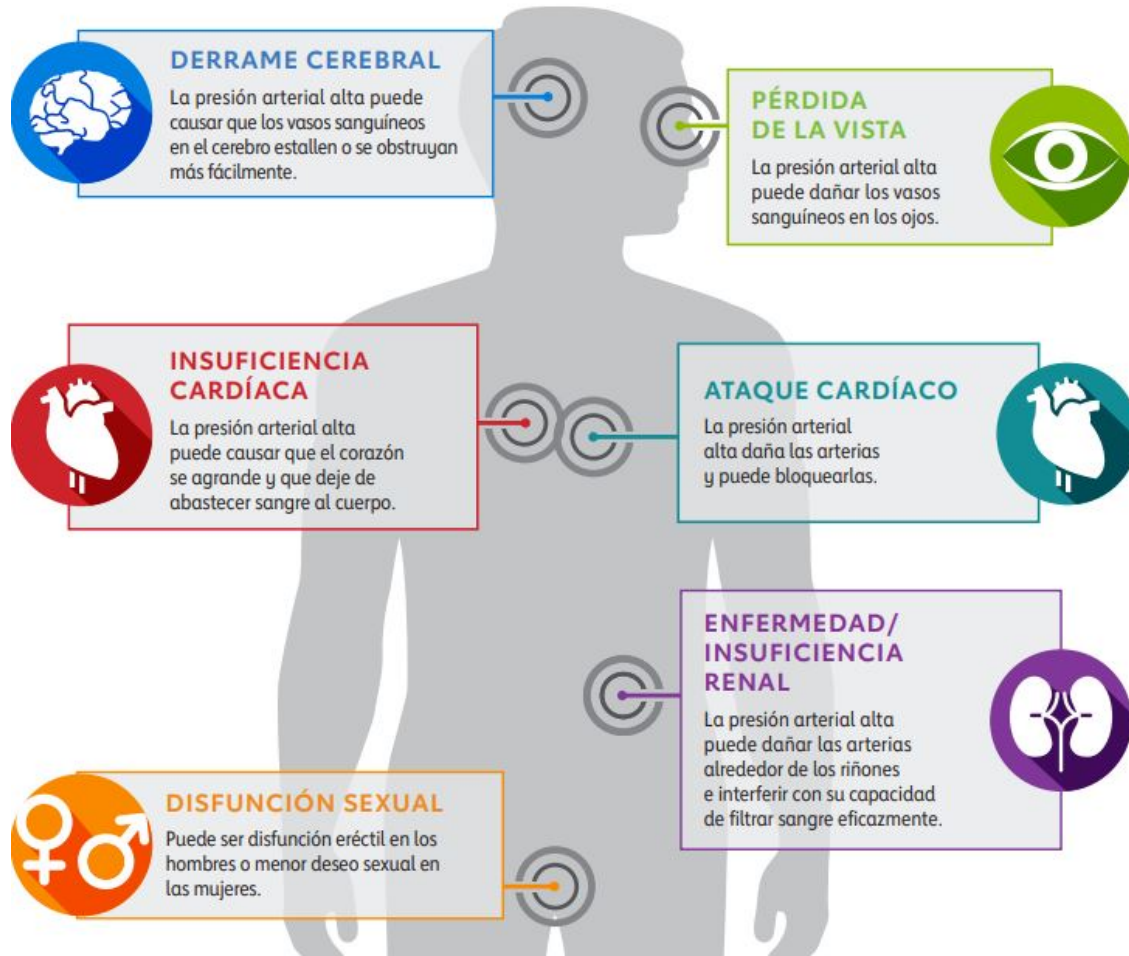 DERRAME CEREBRAL
La presión arterial alta puede
causar que los vasos sanguíneos
en el cerebro estallen o se obstruyan
más fácilmente.
PÉRDIDA
DE LA VISTA
La presión arterial alta
puede dañar los vasos
sanguíneos en los ojos.
INSUFICIENCIA
CARDÍACA
La presión arterial alta
puede causar que el corazón
se agrande y que deje de
abastecer sangre al cuerpo.
ATAQUE CARDÍACO
La presión arterial
alta daña las arterias
y puede bloquearlas.
ENFERMEDAD/
INSUFICIENCIA
RENAL
La presión arterial alta
puede dañar las arterias
alrededor de los riñones
e interferir con su capacidad
de filtrar sangre eficazmente.
DISFUNCIÓN SEXUAL
Puede ser disfunción eréctil en los
hombres o menor deseo sexual en
las mujeres.